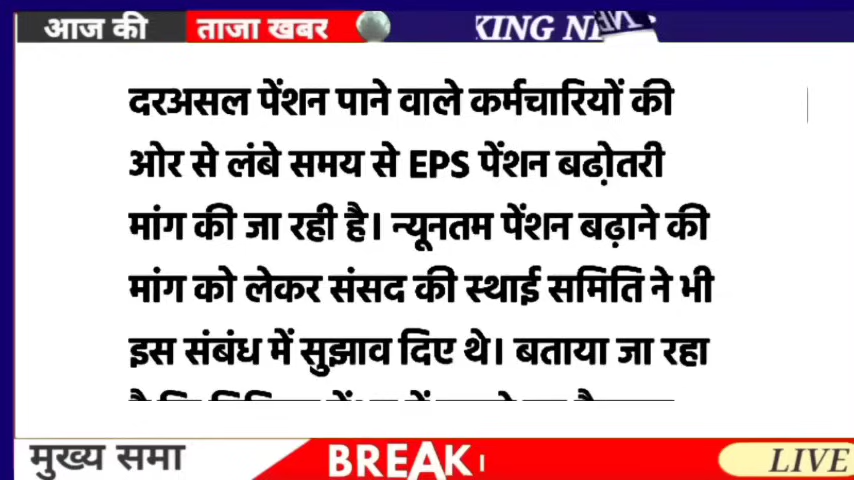 आज की ताजा खबर KING NE
दरअसल पेंशन पाने वाले कर्मचारियों की
ओर से लंबे समय से EPS पेंशन बढो़तरी
मांग की जा रही है। न्यूनतम पेंशन बढ़ाने की
मांग को लेकर संसद की स्थाई समिति ने भी
इस संबंध में सुझाव दिए थे। बताया जा रहा
मुख्य समा BREAK LIVE